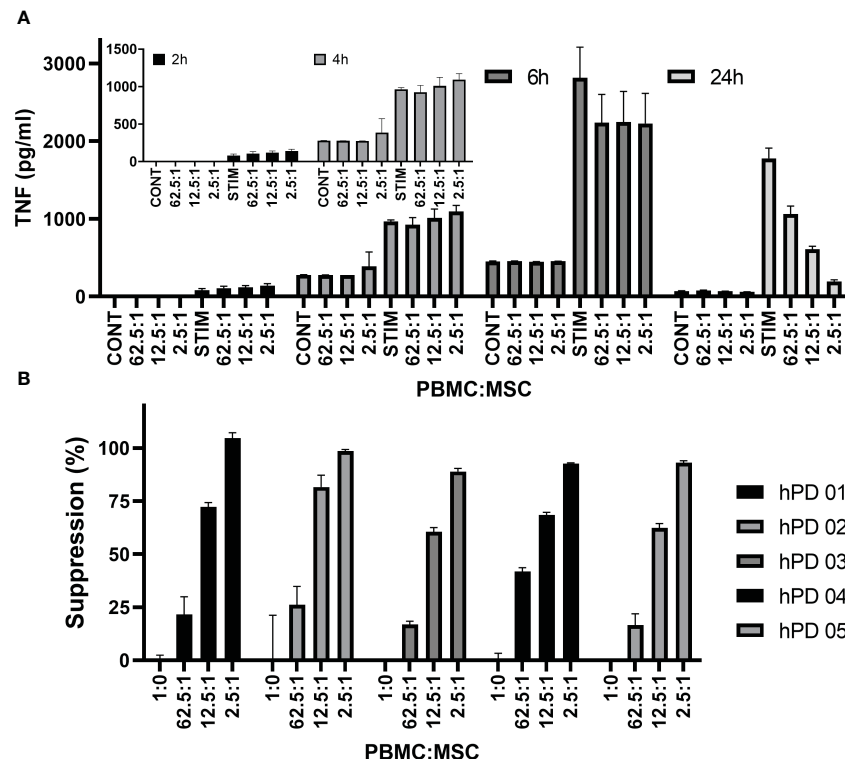 A
3000
2000
1000
0
TNF (pg/ml)
1500
1000
500
0
2h
4h
CONT
62.5:1
12.5:1
2.5:1
STIM
62.5:1
12.5:1
2.5:1
CONT
62.5:1
12.5:1
2.5:1
STIM
62.5:1
12.5:1
2.5:1
6h
24h
CONT
62.5:1
12.5:1
2.5:1
STIM
62.5:1
12.5:1
2.5:1
CONT
62.5:1
12.5:1
2.5:1
STIM
62.5:1
12.5:1
2.5:1
CONT
62.5:1
12.5:1
2.5:1
STIM
62.5:1
12.5:1
2.5:1
CONT
62.5:1
12.5:1
2.5:1
STIM
62.5:1
12.5:1
2.5:1
PBMC:MSC
B
100
75
50
25
0
Suppression (%)
1:0
62.5:1
12.5:1
2.5:1
1:0
62.5:1
12.5:1
2.5:1
1:0
62.5:1
12.5:1
2.5:1
1:0
62.5:1
12.5:1
2.5:1
1:0
62.5:1
12.5:1
2.5:1
PBMC:MSC
hPD 01
hPD 02
hPD 03
hPD 04
hPD 05